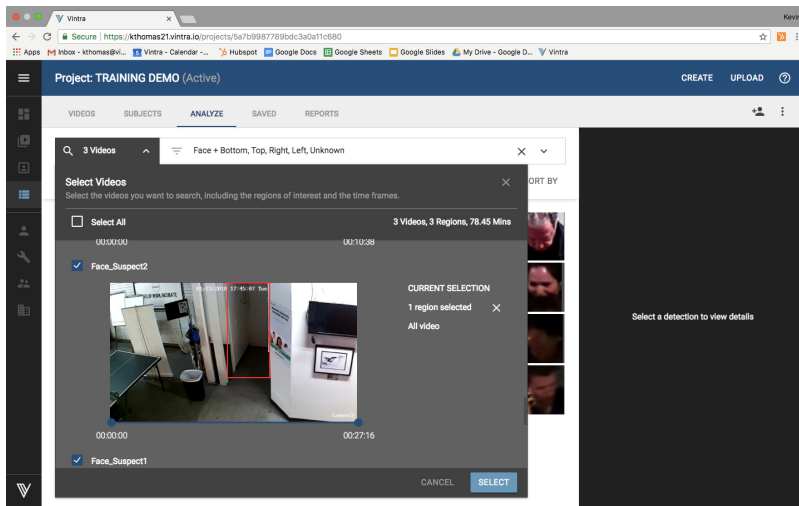 Vintra
Kevin
Secure https://kthomas21.vintra.io/projects/5a7b9987789bdc3a0a11c680
Apps Inbox - kthomas@vi... Vintra - Calendar -... Hubspot Google Docs Google Sheets Google Slides My Drive - Google D... Vintra
Project: TRAINING DEMO (Active)
CREATE UPLOAD
VIDEOS SUBJECTS ANALYZE SAVED REPORTS
3 Videos Face + Bottom, Top, Right, Left, Unknown
Select Videos
ORT BY
Select the videos you want to search, including the regions of interest and the time frames.
Select All 3 Videos, 3 Regions, 78.45 Mins
00:00:00 00:10:38
Face_Suspect2
17:45:07 Tue
CURRENT SELECTION
1 region selected
All video
Select a detection to view details
00:00:00 00:27:16
Face_Suspect1
CANCEL SELECT